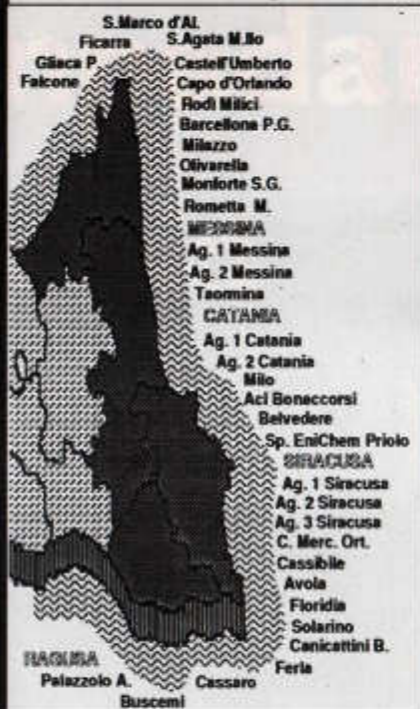 S.Marco d'Al.
Ficarra
S.Agata M.llo
Gliaca P.
Castell'Umberto
Falcone
Capo d'Orlando
Rodì Milici
Barcellona P.G.
Milazzo
Olivarella
Monforte S.G.
Rometta M.
MESSINA
Ag. 1 Messina
Ag. 2 Messina
Taormina
CATANIA
Ag. 1 Catania
Ag. 2 Catania
Milo
Aci Bonaccorsi
Belvedere
Sp. EniChem Priolo
SIRACUSA
Ag. 1 Siracusa
Ag. 2 Siracusa
Ag. 3 Siracusa
C. Merc. Ort.
Cassibile
Avola
Floridia
Solarino
Canicattini B.
RAGUSA
Ferla
Palazzolo A.
Cassaro
Buscemi